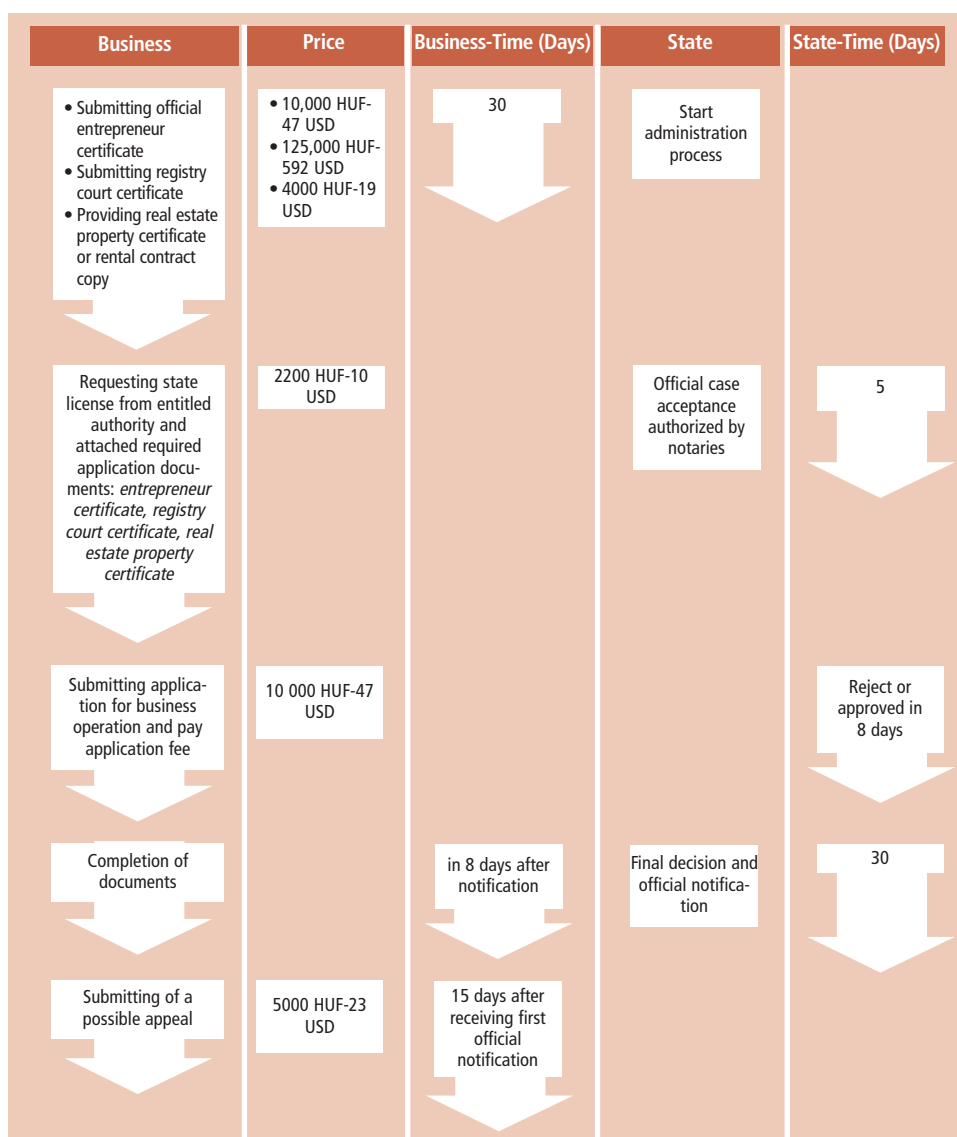 Business
Price
Business-Time (Days)
State
State-Time (Days)
• Submitting official
entrepreneur
certificate
• Submitting registry
court certificate
• Providing real estate
property certificate
or rental contract
copy
• 10,000 HUF-
47 USD
• 125,000 HUF-
592 USD
• 4000 HUF-19
USD
30
Start
administration
process
Requesting state
license from entitled
authority and
attached required
application docu-
ments: entrepreneur
certificate, registry
court certificate, real
estate property
certificate
2200 HUF-10
USD
Official case
acceptance
authorized by
notaries
5
Submitting applica-
tion for business
operation and pay
application fee
10 000 HUF-47
USD
Reject or
approved in
8 days
Completion of
documents
in 8 days after
notification
Final decision and
official notifica-
tion
30
Submitting of a
possible appeal
5000 HUF-23
USD
15 days after
receiving first
official
notification